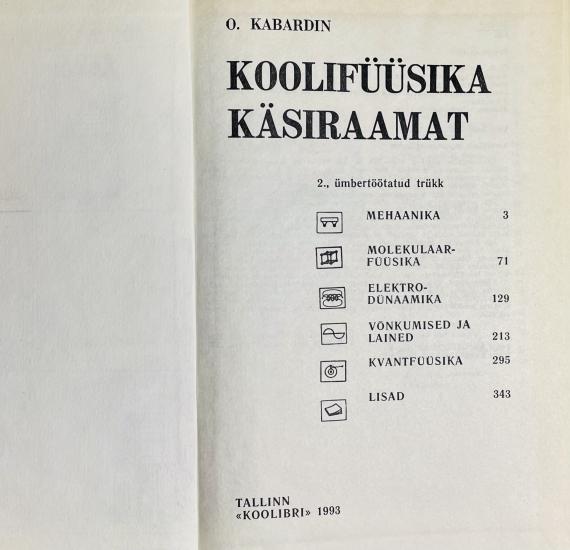 O. KABARDIN
KOOLIFÜÜSIKA
KÄSIRAAMAT
2., ümbertöötatud trükk
MEHAANIKA 3
MOLEKULAAR-
FÜÜSIKA 71
ELEKTRO-
DÜNAAMIKA 129
VÕNKUMISED JA
LAINED 213
KVANTFÜÜSIKA 295
LISAD 343
TALLINN
«KOOLIBRI» 1993